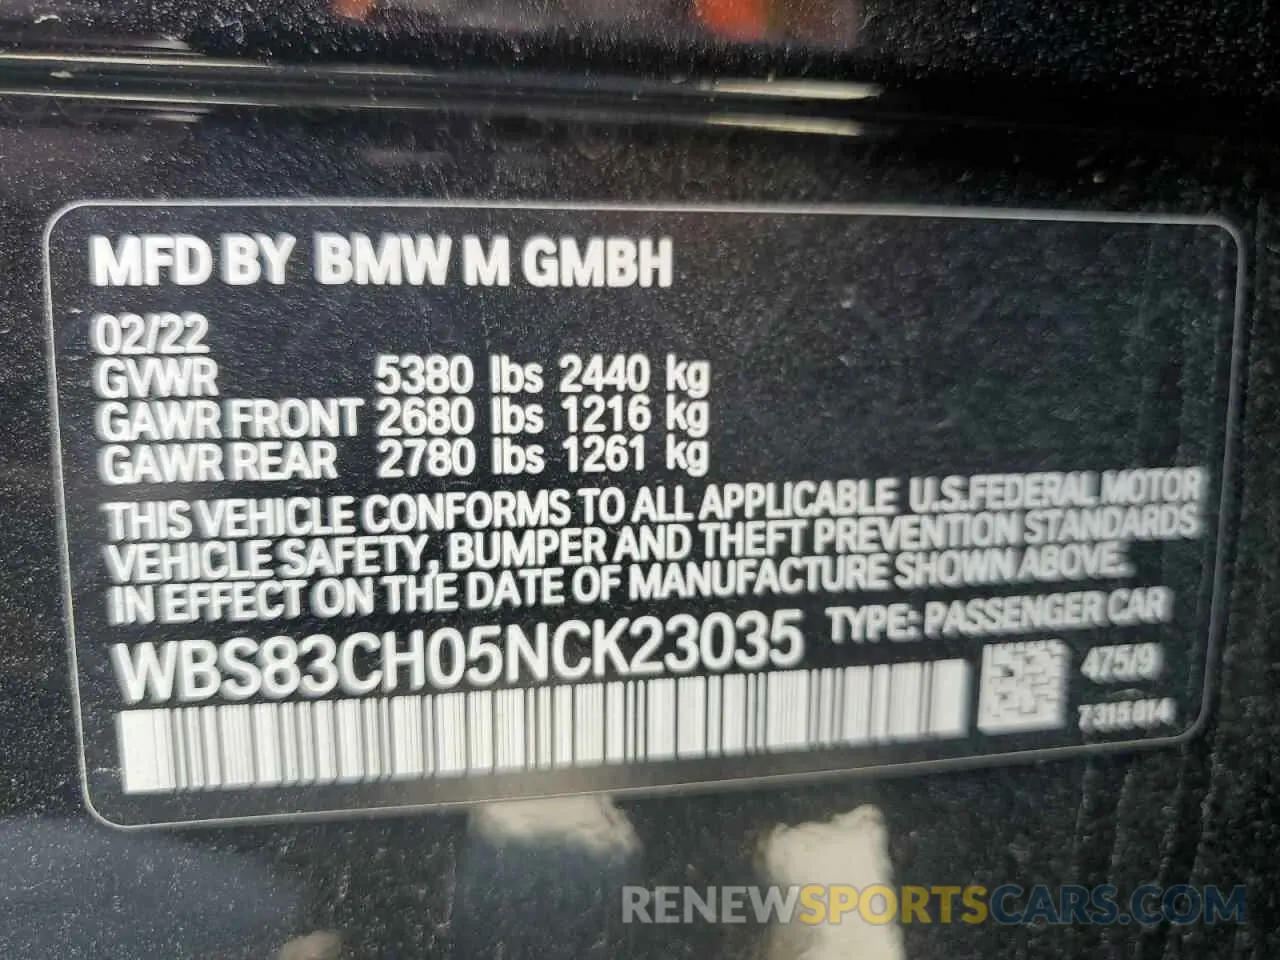 MFD BY BMW M GMBH
02/22
GVWR 5380 lbs 2440 kg
GAWR FRONT 2680 lbs 1216 kg
GAWR REAR 2780 lbs 1261 kg
THIS VEHICLE CONFORMS TO ALL APPLICABLE U.S.FEDERAL MOTOR
VEHICLE SAFETY, BUMPER AND THEFT PREVENTION STANDARDS
IN EFFECT ON THE DATE OF MANUFACTURE SHOWN ABOVE.
WBS83CH05NCK23035 TYPE: PASSENGER CAR
475/9
7315014
RENEWSPORTSCARS.COM